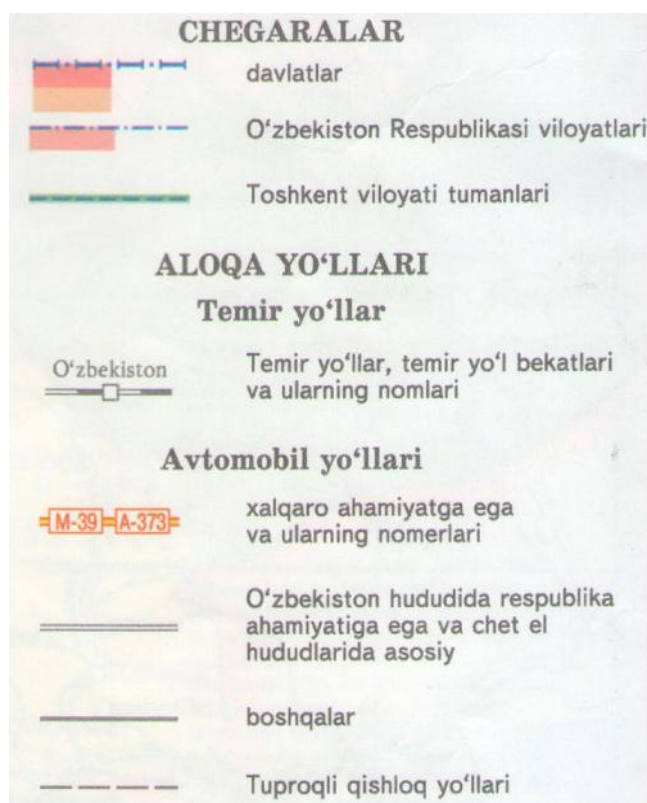 CHEGARALAR
davlatlar
O‘zbekiston Respublikasi viloyatlari
Toshkent viloyati tumanlari
ALOQA YO‘LLARI
Temir yo‘llar
O‘zbekiston
Temir yo‘llar, temir yo‘l bekatlari
va ularning nomlari
Avtomobil yo‘llari
M-39 A-373
xalqaro ahamiyatga ega
va ularning nomerlari
O‘zbekiston hududida respublika
ahamiyatiga ega va chet el
hududlarida asosiy
boshqalar
Tuproqli qishloq yo‘llari